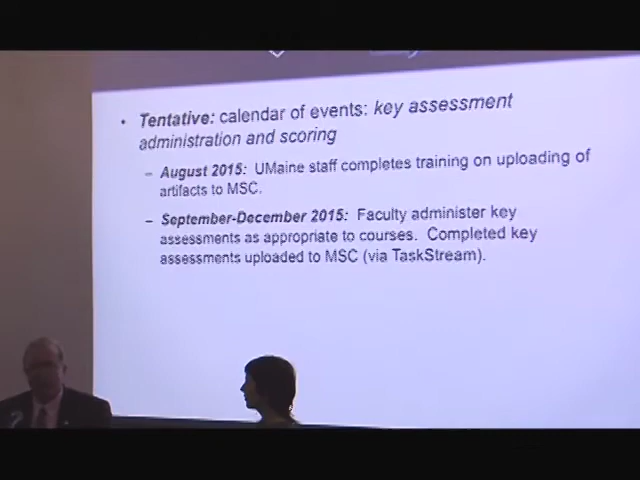 • Tentative: calendar of events: key assessment
administration and scoring
– August 2015: UMaine staff completes training on uploading of
artifacts to MSC.
– September-December 2015: Faculty administer key
assessments as appropriate to courses. Completed key
assessments uploaded to MSC (via TaskStream).